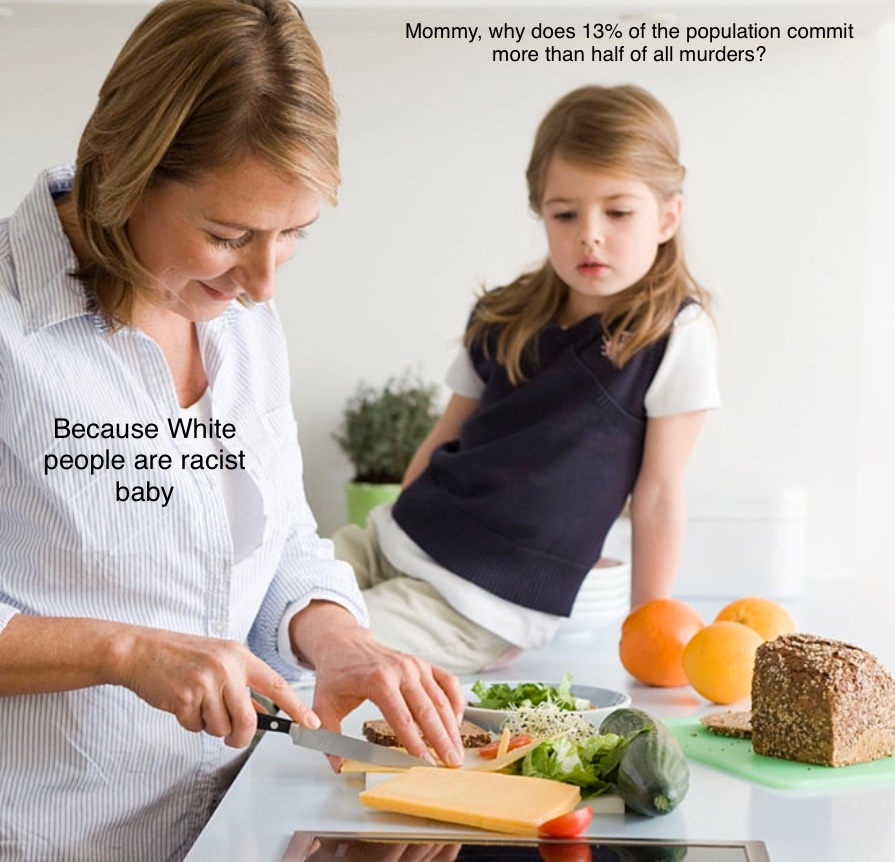 Mommy, why does 13% of the population commit
more than half of all murders?
Because White
people are racist
baby